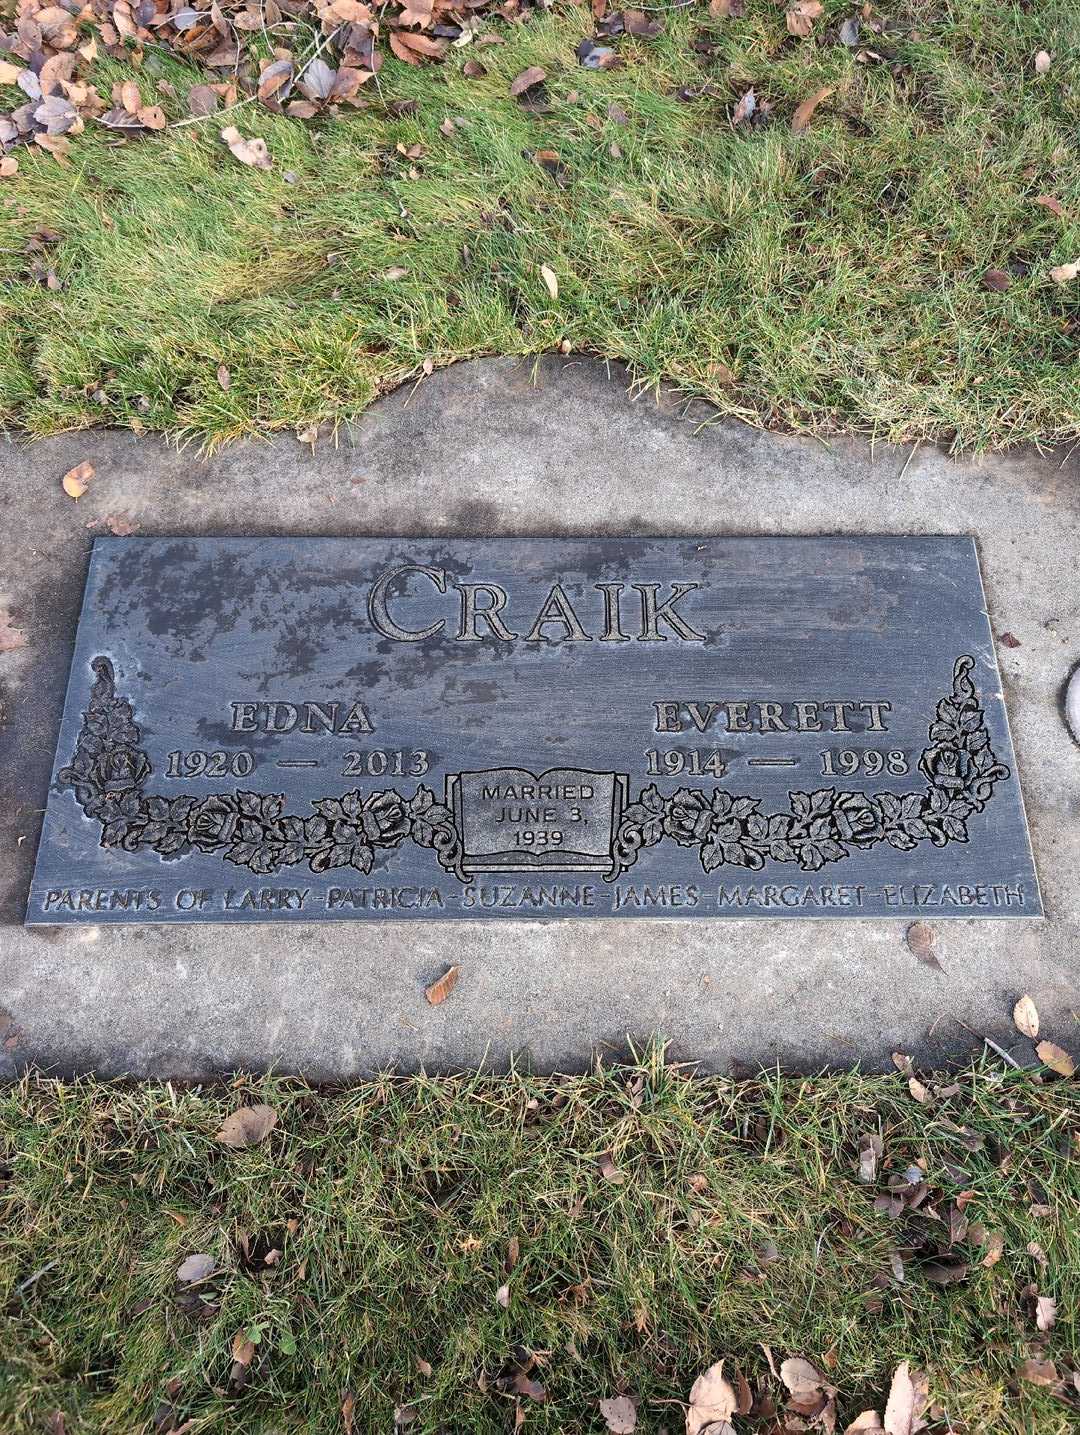 CRAIK
EDNA
1920 — 2013
EVERETT
1914 — 1998
MARRIED
JUNE 3,
1939
PARENTS OF LARRY-PATRICIA-SUZANNE-JAMES-MARGARET-ELIZABETH